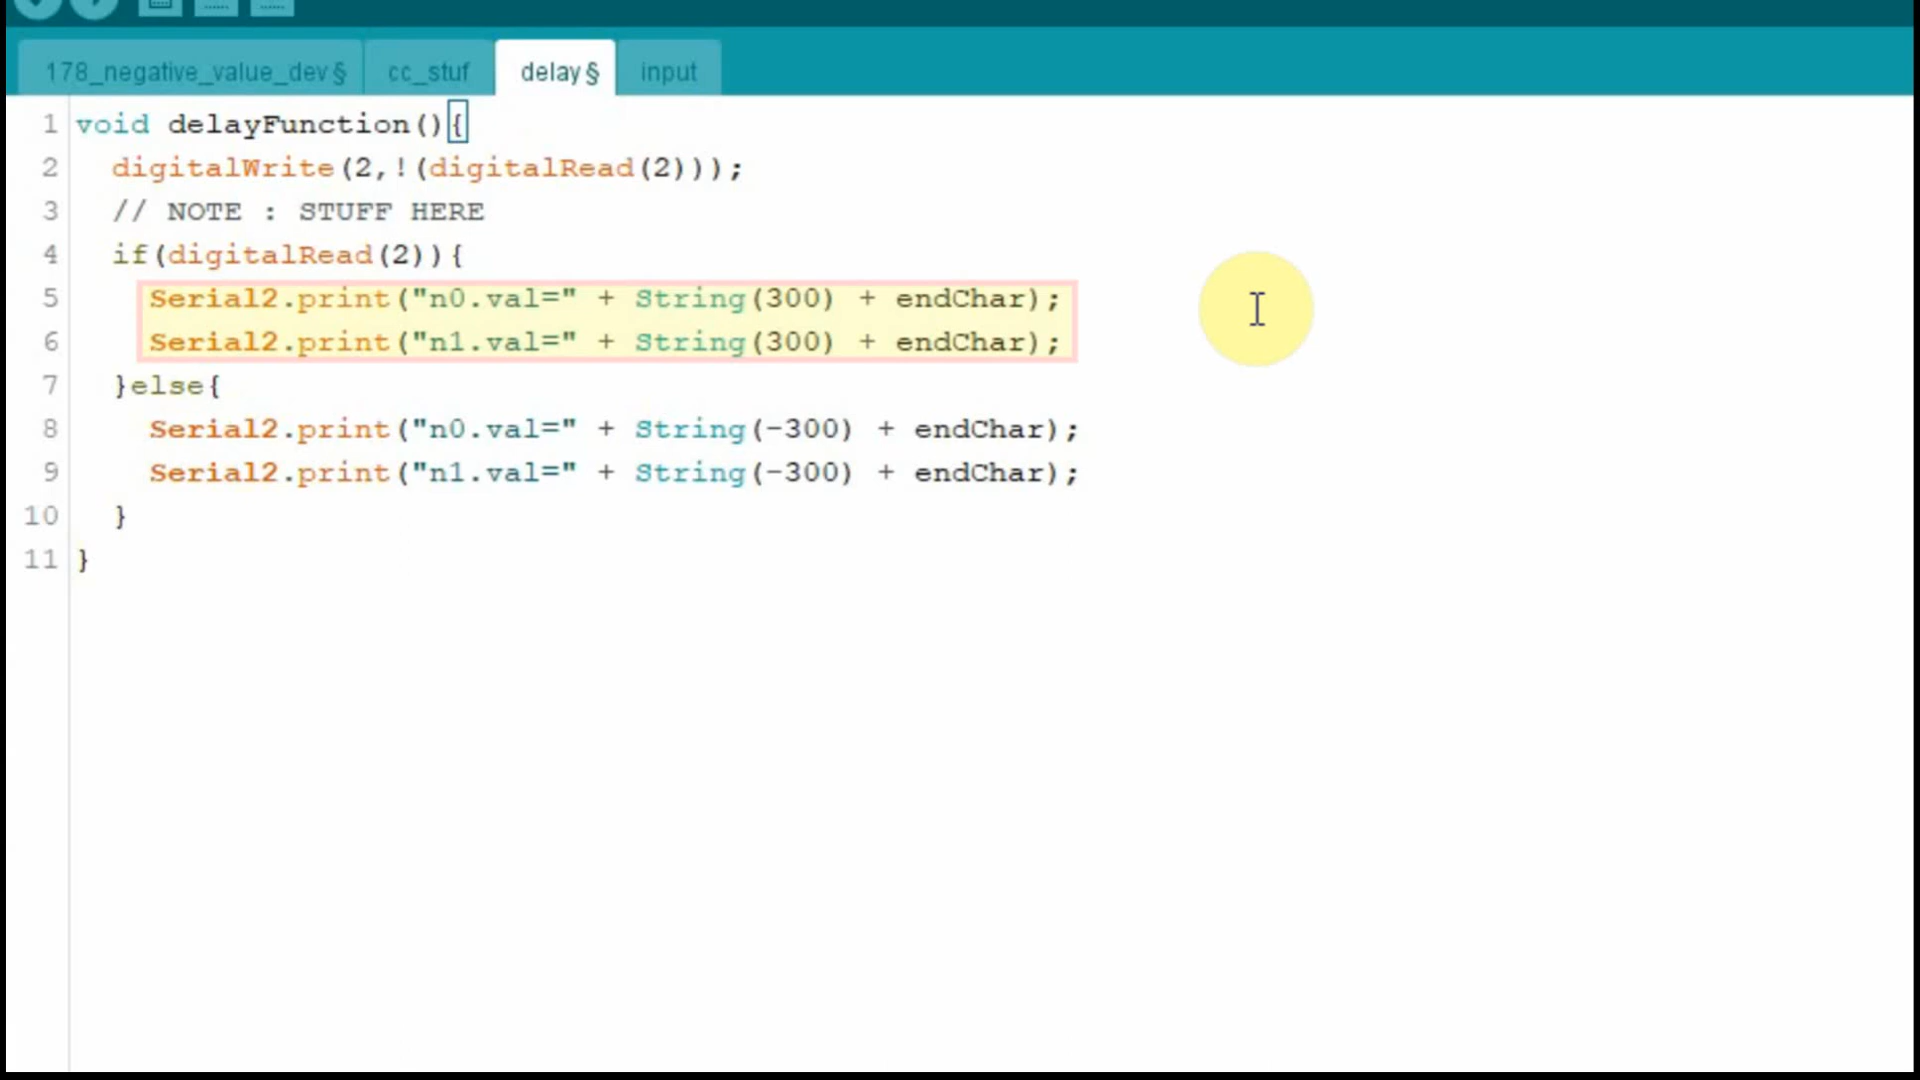 178_negative_value_dev§ cc_stuf delay§ input
1 void delayFunction(){
2 digitalWrite(2,!(digitalRead(2)));
3 // NOTE : STUFF HERE
4 if(digitalRead(2)){
5 Serial2.print("n0.val=" + String(300) + endChar);
6 Serial2.print("n1.val=" + String(300) + endChar);
7 }else{
8 Serial2.print("n0.val=" + String(-300) + endChar);
9 Serial2.print("n1.val=" + String(-300) + endChar);
10 }
11 }